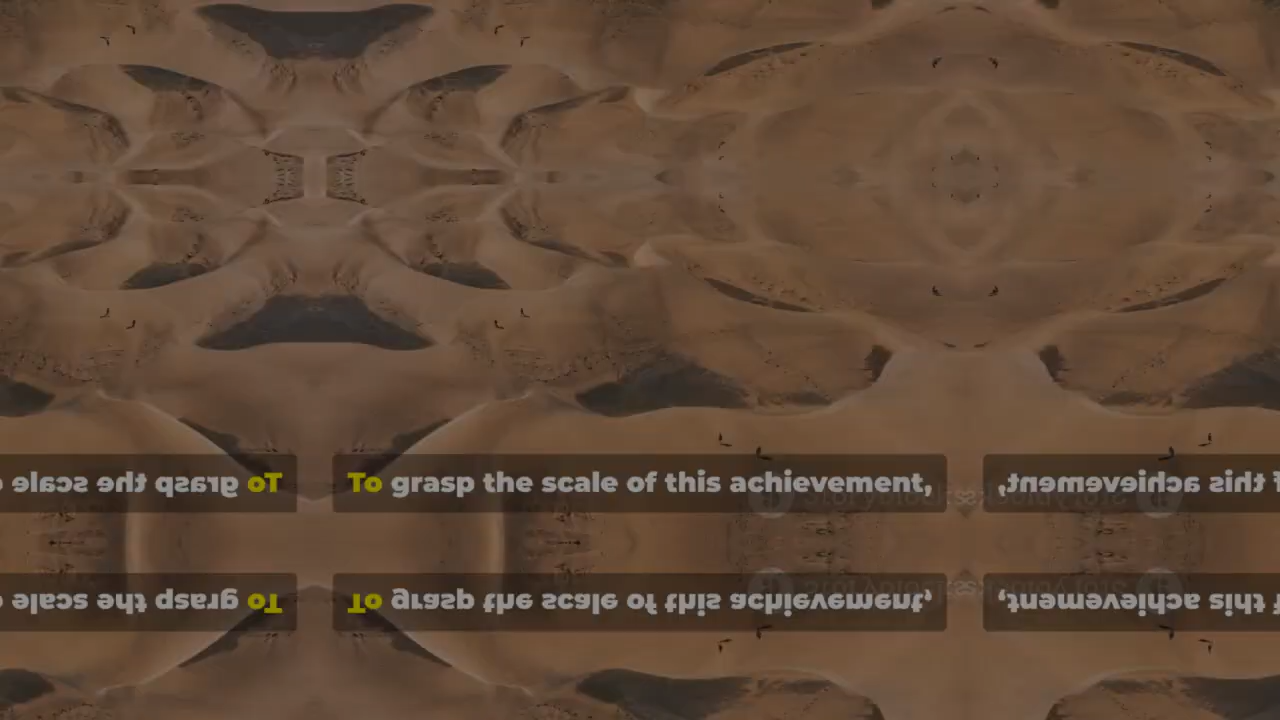 To grasp the scale of this achievement,